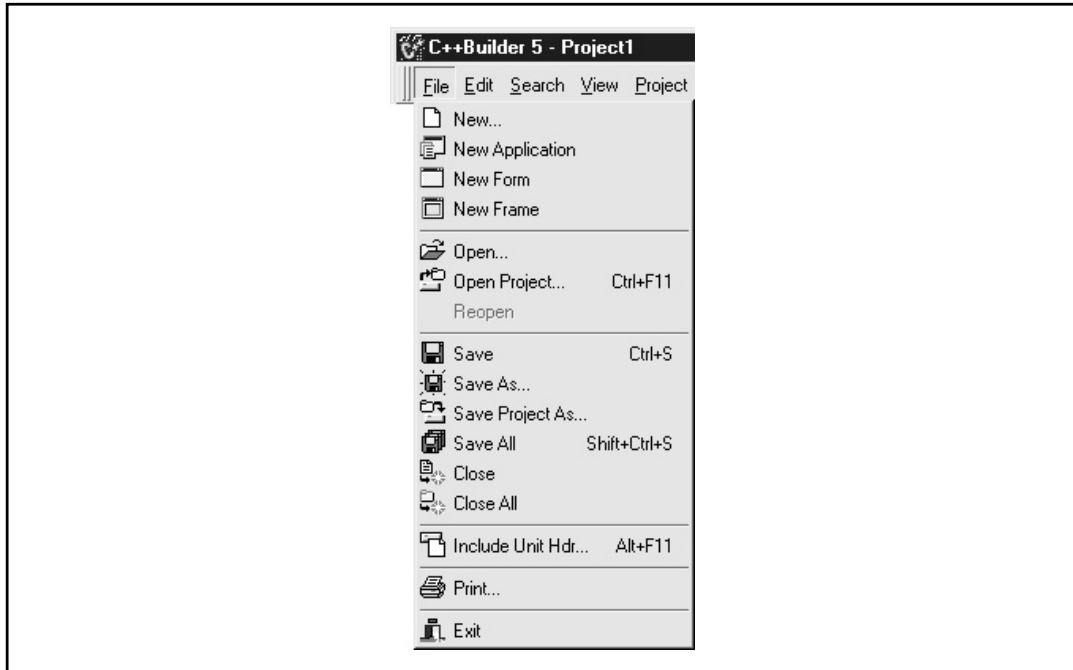 C++Builder 5 - Project1
File Edit Search View Project
New...
New Application
New Form
New Frame
Open...
Open Project... Ctrl+F11
Reopen
Save Ctrl+S
Save As...
Save Project As...
Save All Shift+Ctrl+S
Close
Close All
Include Unit Hdr... Alt+F11
Print...
Exit